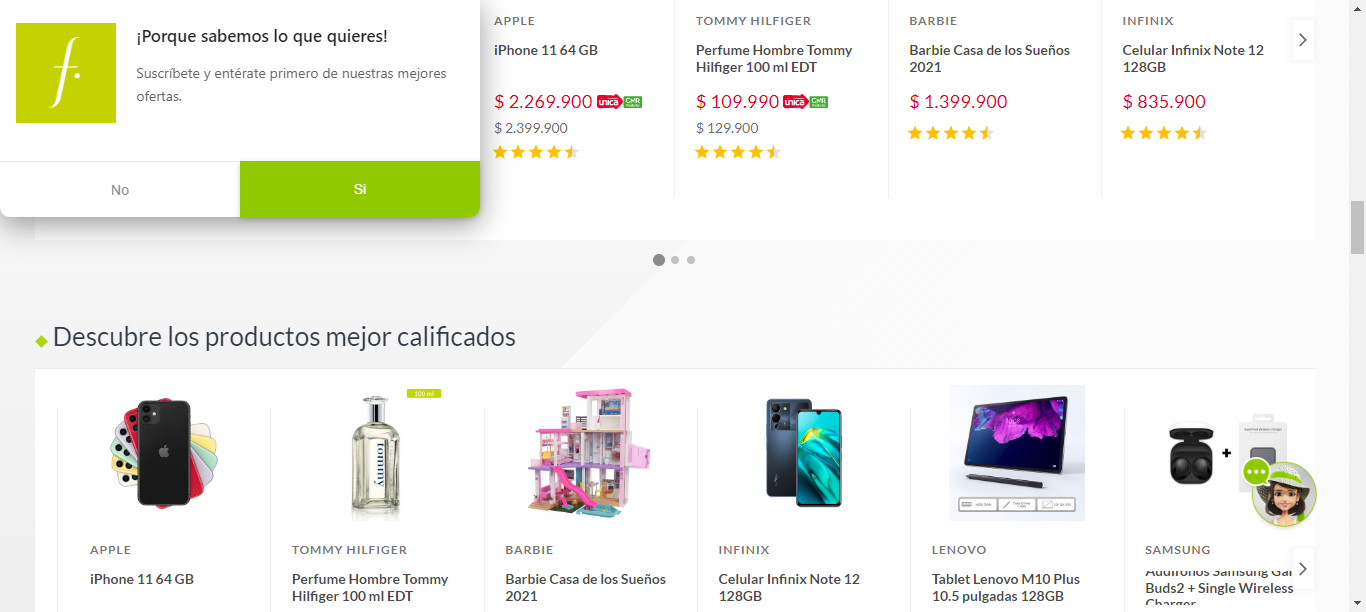 f.
¡Porque sabemos lo que quieres!
Suscríbete y entérate primero de nuestras mejores
ofertas.
No
Si
APPLE
iPhone 11 64 GB
$ 2.269.900 unica CMR
$ 2.399.900
TOMMY HILFIGER
Perfume Hombre Tommy
Hilfiger 100 ml EDT
$ 109.990 unica CMR
$ 129.900
BARBIE
Barbie Casa de los Sueños
2021
$ 1.399.900
INFINIX
Celular Infinix Note 12
128GB
$ 835.900
Descubre los productos mejor calificados
100 ml
tommy
APPLE
iPhone 11 64 GB
TOMMY HILFIGER
Perfume Hombre Tommy
Hilfiger 100 ml EDT
BARBIE
Barbie Casa de los Sueños
2021
INFINIX
Celular Infinix Note 12
128GB
LENOVO
Tablet Lenovo M10 Plus
10.5 pulgadas 128GB
SAMSUNG
Audífonos Samsung Gal
Buds2 + Single Wireless
Charger